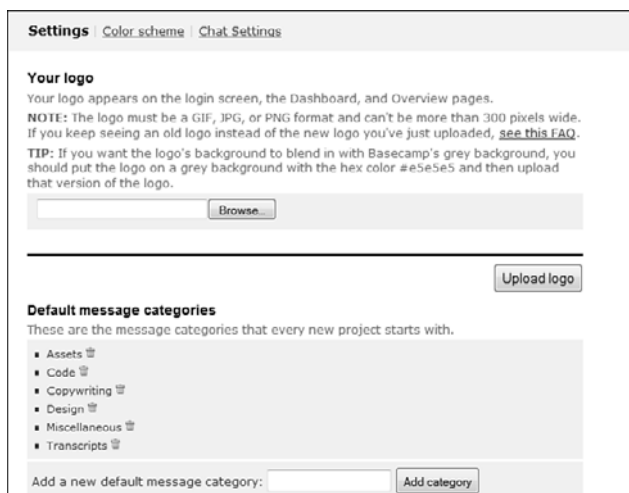 Settings | Color scheme | Chat Settings
Your logo
Your logo appears on the login screen, the Dashboard, and Overview pages.
NOTE: The logo must be a GIF, JPG, or PNG format and can't be more than 300 pixels wide.
If you keep seeing an old logo instead of the new logo you've just uploaded, see this FAQ.
TIP: If you want the logo's background to blend in with Basecamp's grey background, you
should put the logo on a grey background with the hex color #e5e5e5 and then upload
that version of the logo.
Browse...
Upload logo
Default message categories
These are the message categories that every new project starts with.
Assets
Code
Copywriting
Design
Miscellaneous
Transcripts
Add a new default message category: Add category